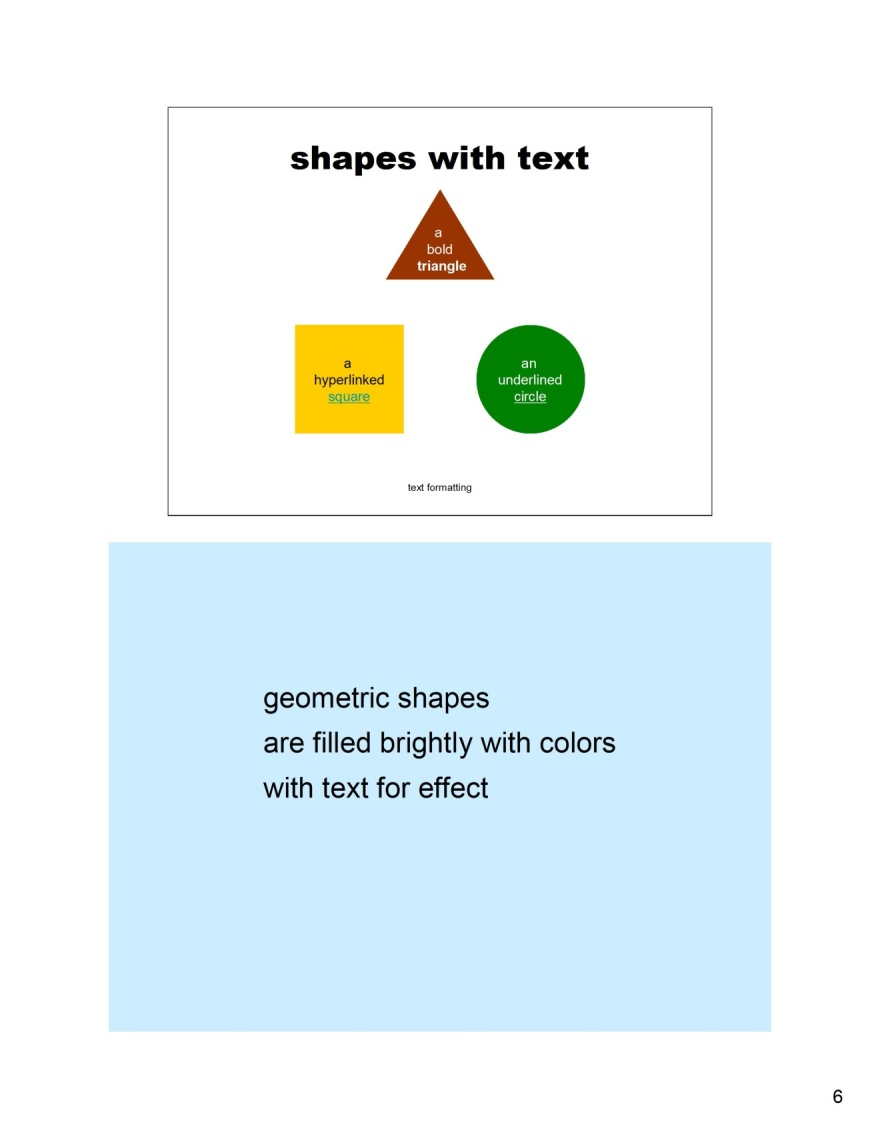 shapes with text
a
bold
triangle
a
hyperlinked
square
an
underlined
circle
text formatting
geometric shapes
are filled brightly with colors
with text for effect
6